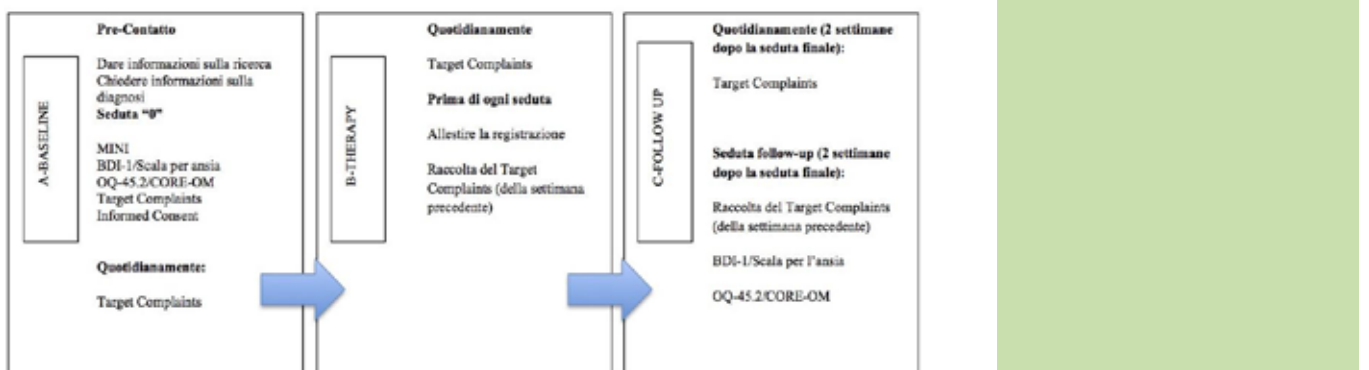 A-BASELINE
Pre-Contatto
Dare informazioni sulla ricerca
Chiedere informazioni sulla
diagnosi
Seduta “0”
MINI
BDI-1/Scala per ansia
OQ-45.2/CORE-OM
Target Complaints
Informed Consent
Quotidianamente:
Target Complaints
B-THERAPY
Quotidianamente
Target Complaints
Prima di ogni seduta
Allestire la registrazione
Raccolta del Target
Complaints (della settimana
precedente)
C-FOLLOW UP
Quotidianamente (2 settimane
dopo la seduta finale):
Target Complaints
Seduta follow-up (2 settimane
dopo la seduta finale):
Raccolta del Target Complaints
(della settimana precedente)
BDI-1/Scala per l’ansia
OQ-45.2/CORE-OM